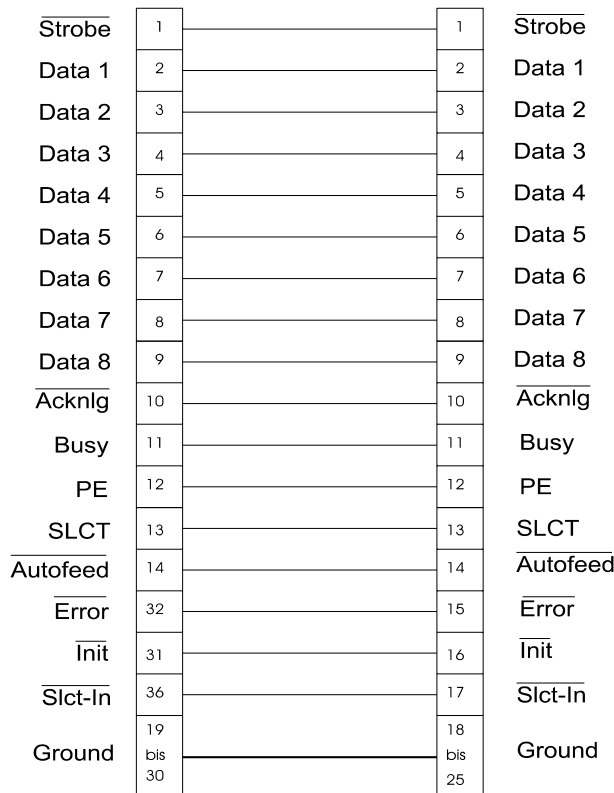 Strobe 1 1 Strobe
Data 1 2 2 Data 1
Data 2 3 3 Data 2
Data 3 4 4 Data 3
Data 4 5 5 Data 4
Data 5 6 6 Data 5
Data 6 7 7 Data 6
Data 7 8 8 Data 7
Data 8 9 9 Data 8
Acknlg 10 10 Acknlg
Busy 11 11 Busy
PE 12 12 PE
SLCT 13 13 SLCT
Autofeed 14 14 Autofeed
Error 32 15 Error
Init 31 16 Init
Slct-In 36 17 Slct-In
19 18
Ground bis bis Ground
30 25